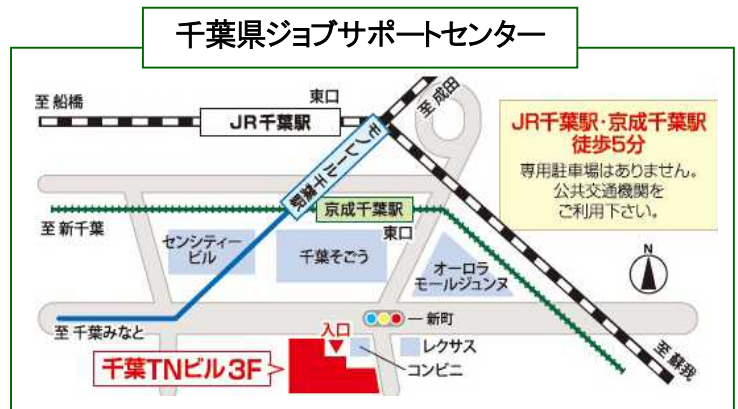 千葉県ジョブサポートセンター
至 船橋
東口
至 成田
JR千葉駅
モノレール千葉駅
JR千葉駅・京成千葉駅
徒歩5分
専用駐車場はありません。
公共交通機関を
ご利用下さい。
京成千葉駅
至 新千葉
東口
センシティー
ビル
千葉そごう
オーロラ
モールジュンヌ
N
至 千葉みなと
新町
入口
レクサス
コンビニ
至 蘇我
千葉TNビル3F